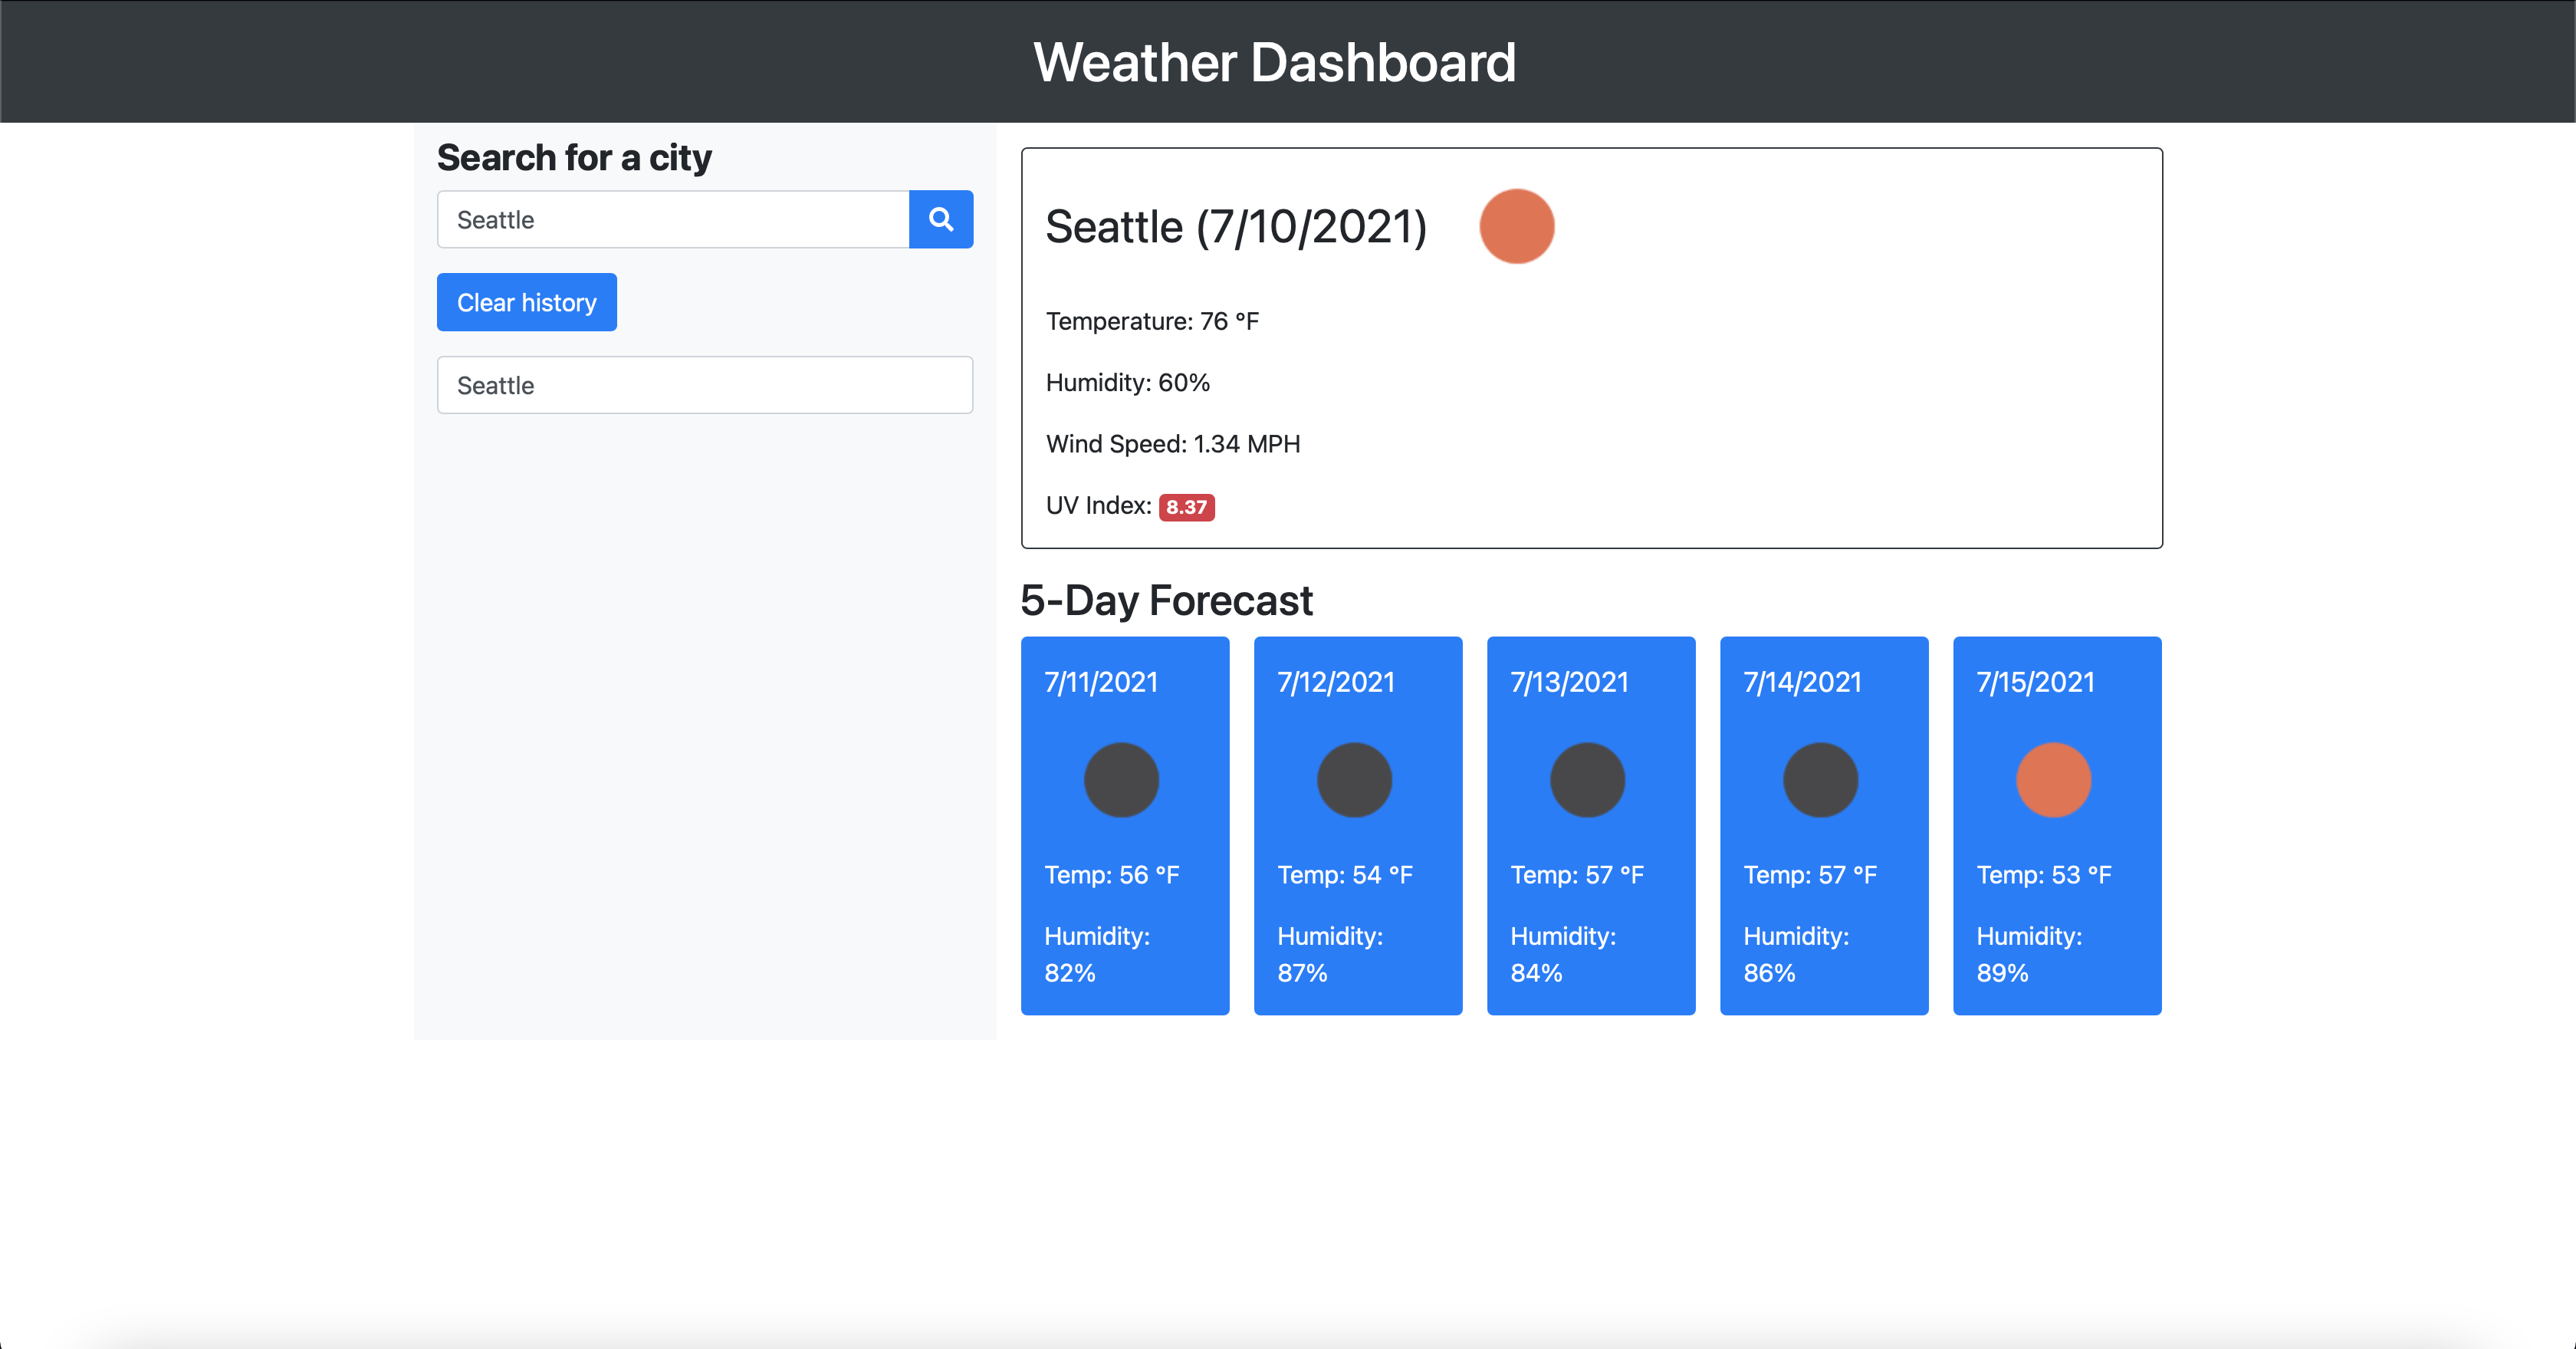 Weather Dashboard
Search for a city
Seattle
Clear history
Seattle
Seattle (7/10/2021)
Temperature: 76 °F
Humidity: 60%
Wind Speed: 1.34 MPH
UV Index: 8.37
5-Day Forecast
7/11/2021
Temp: 56 °F
Humidity:
82%
7/12/2021
Temp: 54 °F
Humidity:
87%
7/13/2021
Temp: 57 °F
Humidity:
84%
7/14/2021
Temp: 57 °F
Humidity:
86%
7/15/2021
Temp: 53 °F
Humidity:
89%